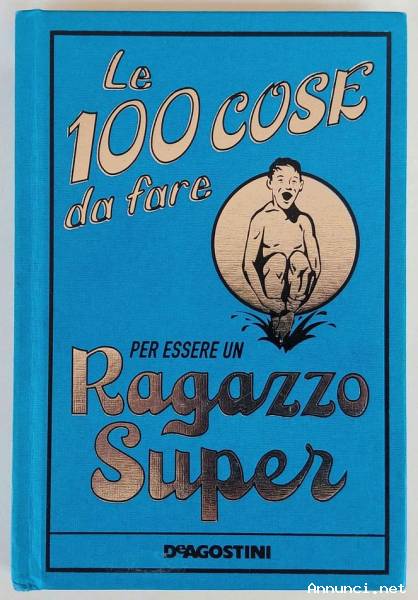 Le
100 COSE
da fare
PER ESSERE UN
Ragazzo
Super
DeAGOSTINI
Annunci.net